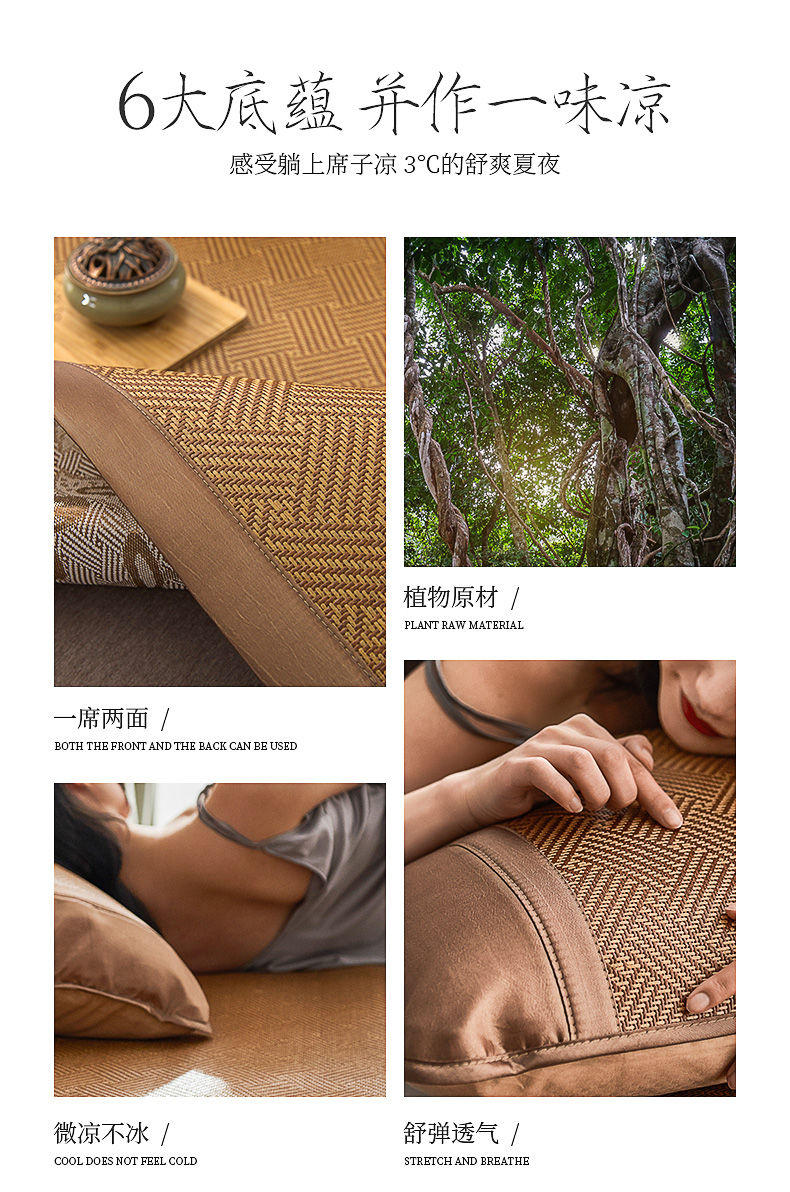 6大底蕴 并作一味凉
感受躺上席子凉 3℃的舒爽夏夜
一席两面 /
BOTH THE FRONT AND THE BACK CAN BE USED
植物原材 /
PLANT RAW MATERIAL
微凉不冰 /
COOL DOES NOT FEEL COLD
舒弹透气 /
STRETCH AND BREATHE